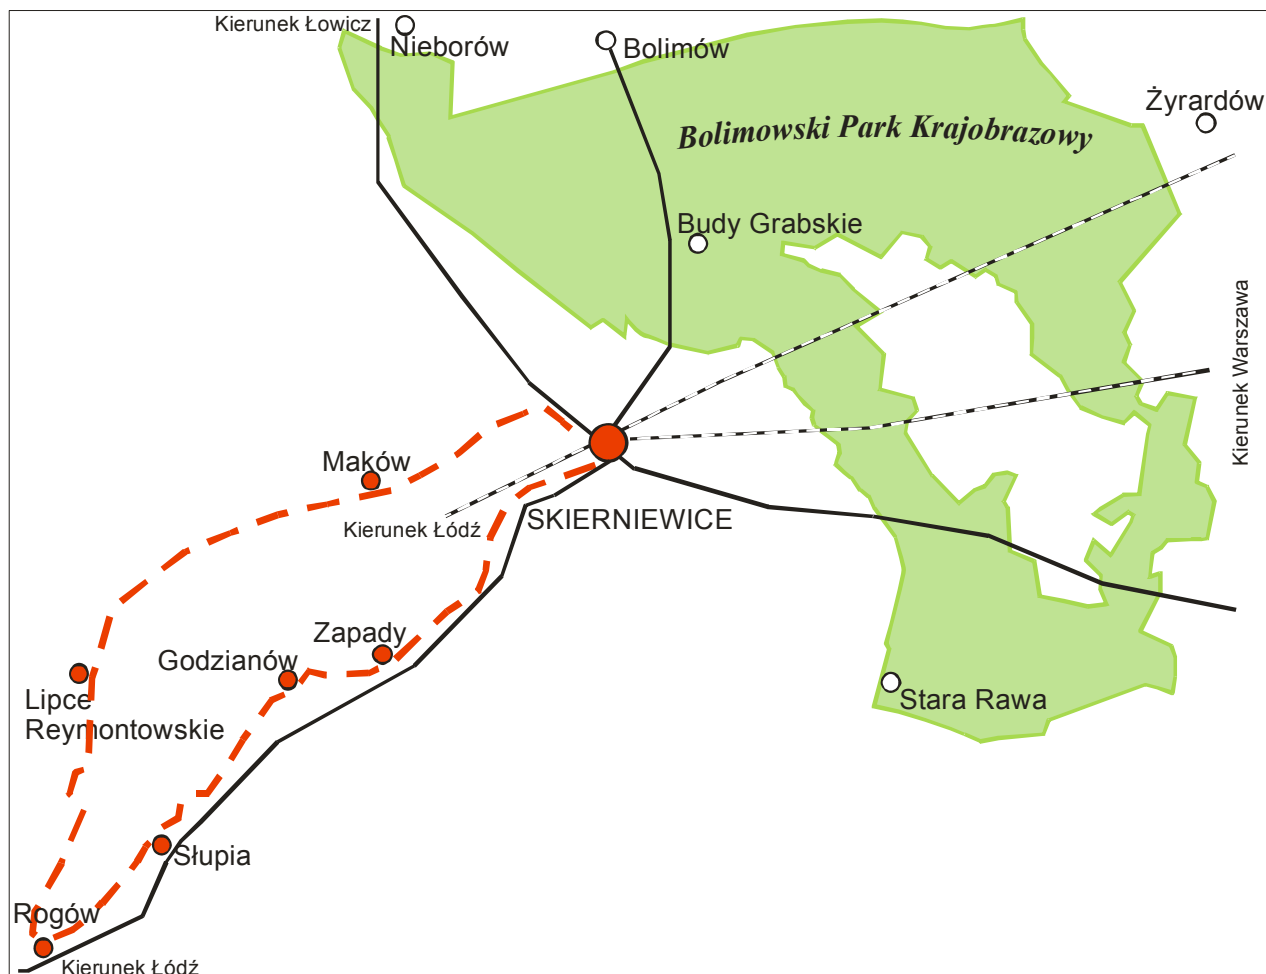 Kierunek Łowicz
Nieborów
Bolimów
Żyrardów
Bolimowski Park Krajobrazowy
Budy Grabskie
Kierunek Warszawa
Maków
Kierunek Łódź
SKIERNIEWICE
Zapady
Godzianów
Lipce
Reymontowskie
Stara Rawa
Słupia
Rogów
Kierunek Łódź